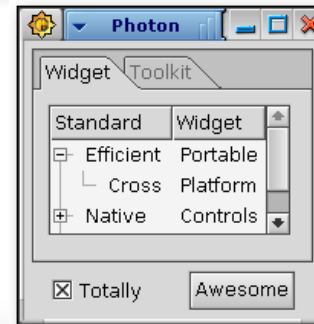 Photon
Widget Toolkit
Standard Widget
Efficient Portable
Cross Platform
Native Controls
Totally Awesome